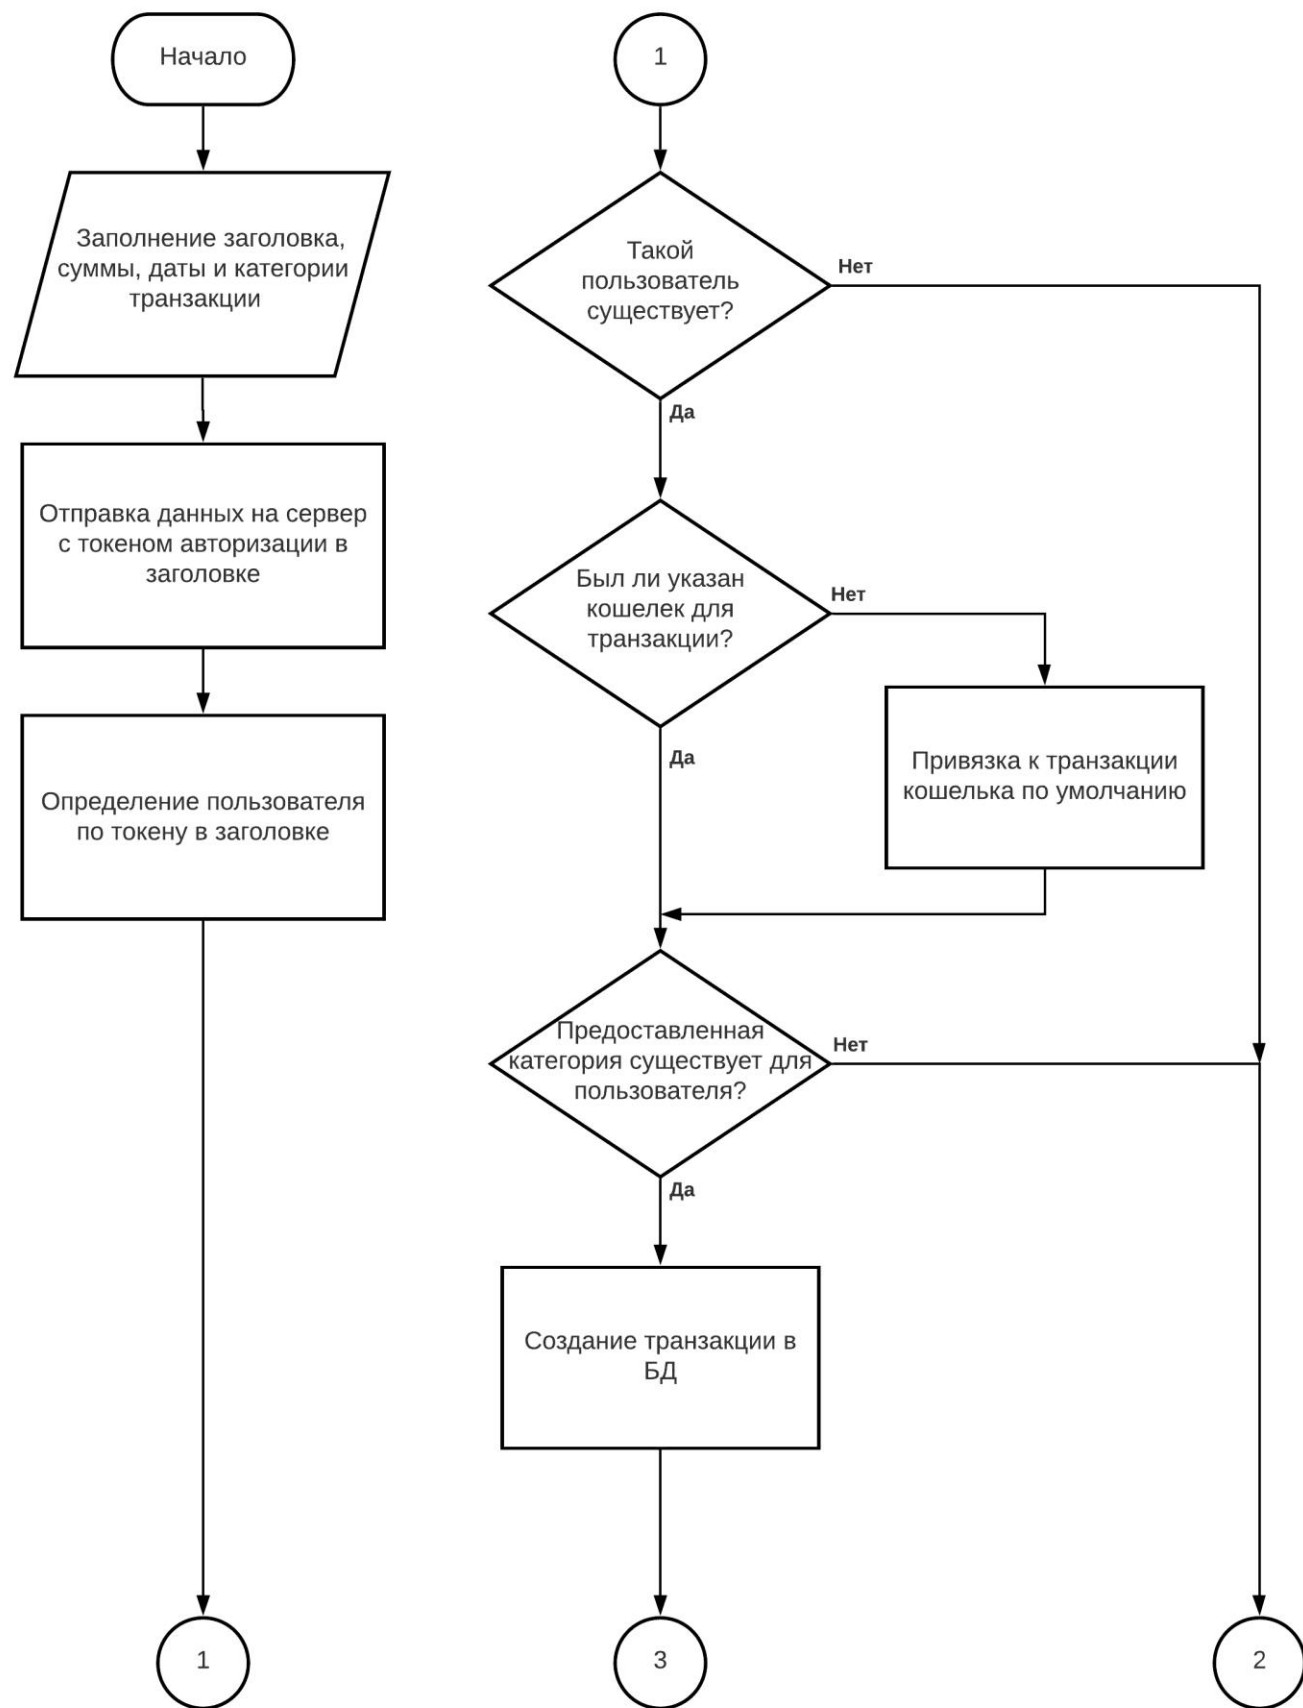 Начало
Заполнение заголовка,
суммы, даты и категории
транзакции
Отправка данных на сервер
с токеном авторизации в
заголовке
Определение пользователя
по токену в заголовке
1
1
Такой
пользователь
существует?
Нет
Да
Был ли указан
кошелек для
транзакции?
Нет
Да
Привязка к транзакции
кошелька по умолчанию
Предоставленная
категория существует для
пользователя?
Нет
Да
Создание транзакции в
БД
3
2